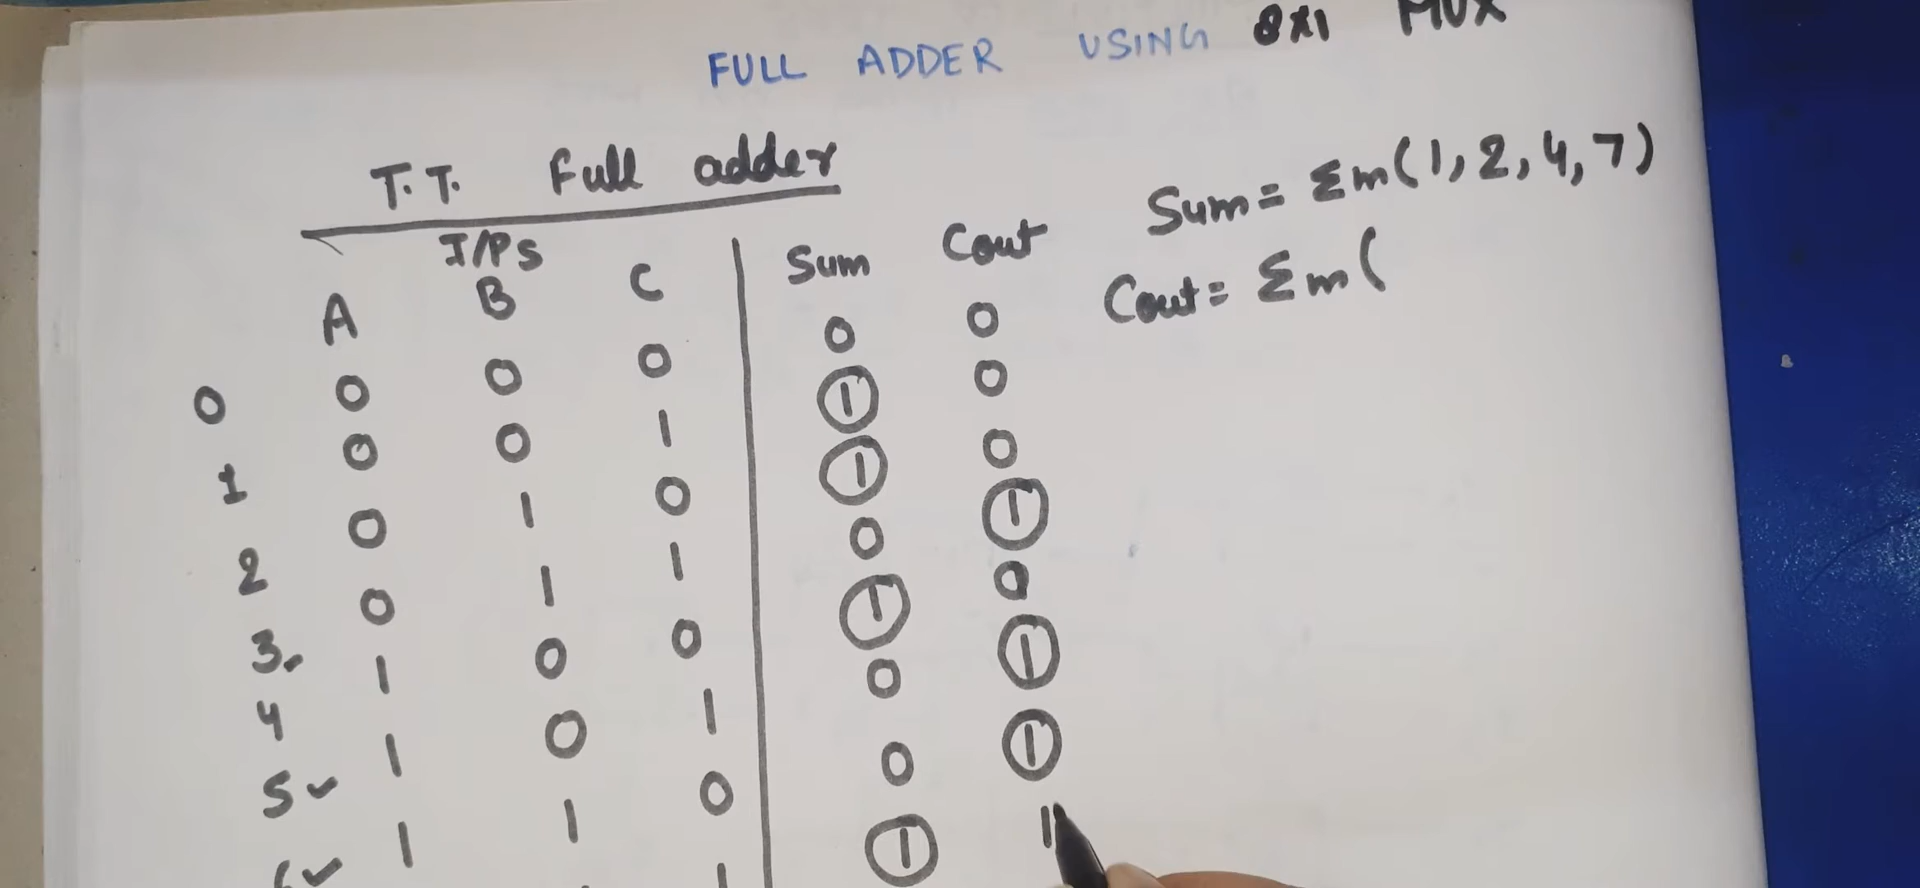 FULL ADDER USING 8x1 MUX
T.T. Full adder
I/Ps
A B C Sum Cout
0 0 0 0 0 0
1 0 0 1 1 0
2 0 1 0 1 0
3. 0 1 1 0 1
4 1 0 0 1 0
5✓ 1 0 1 0 1
6✓ 1 1 0 0 1
1 1
Sum = Σm(1, 2, 4, 7)
Cout = Σm(